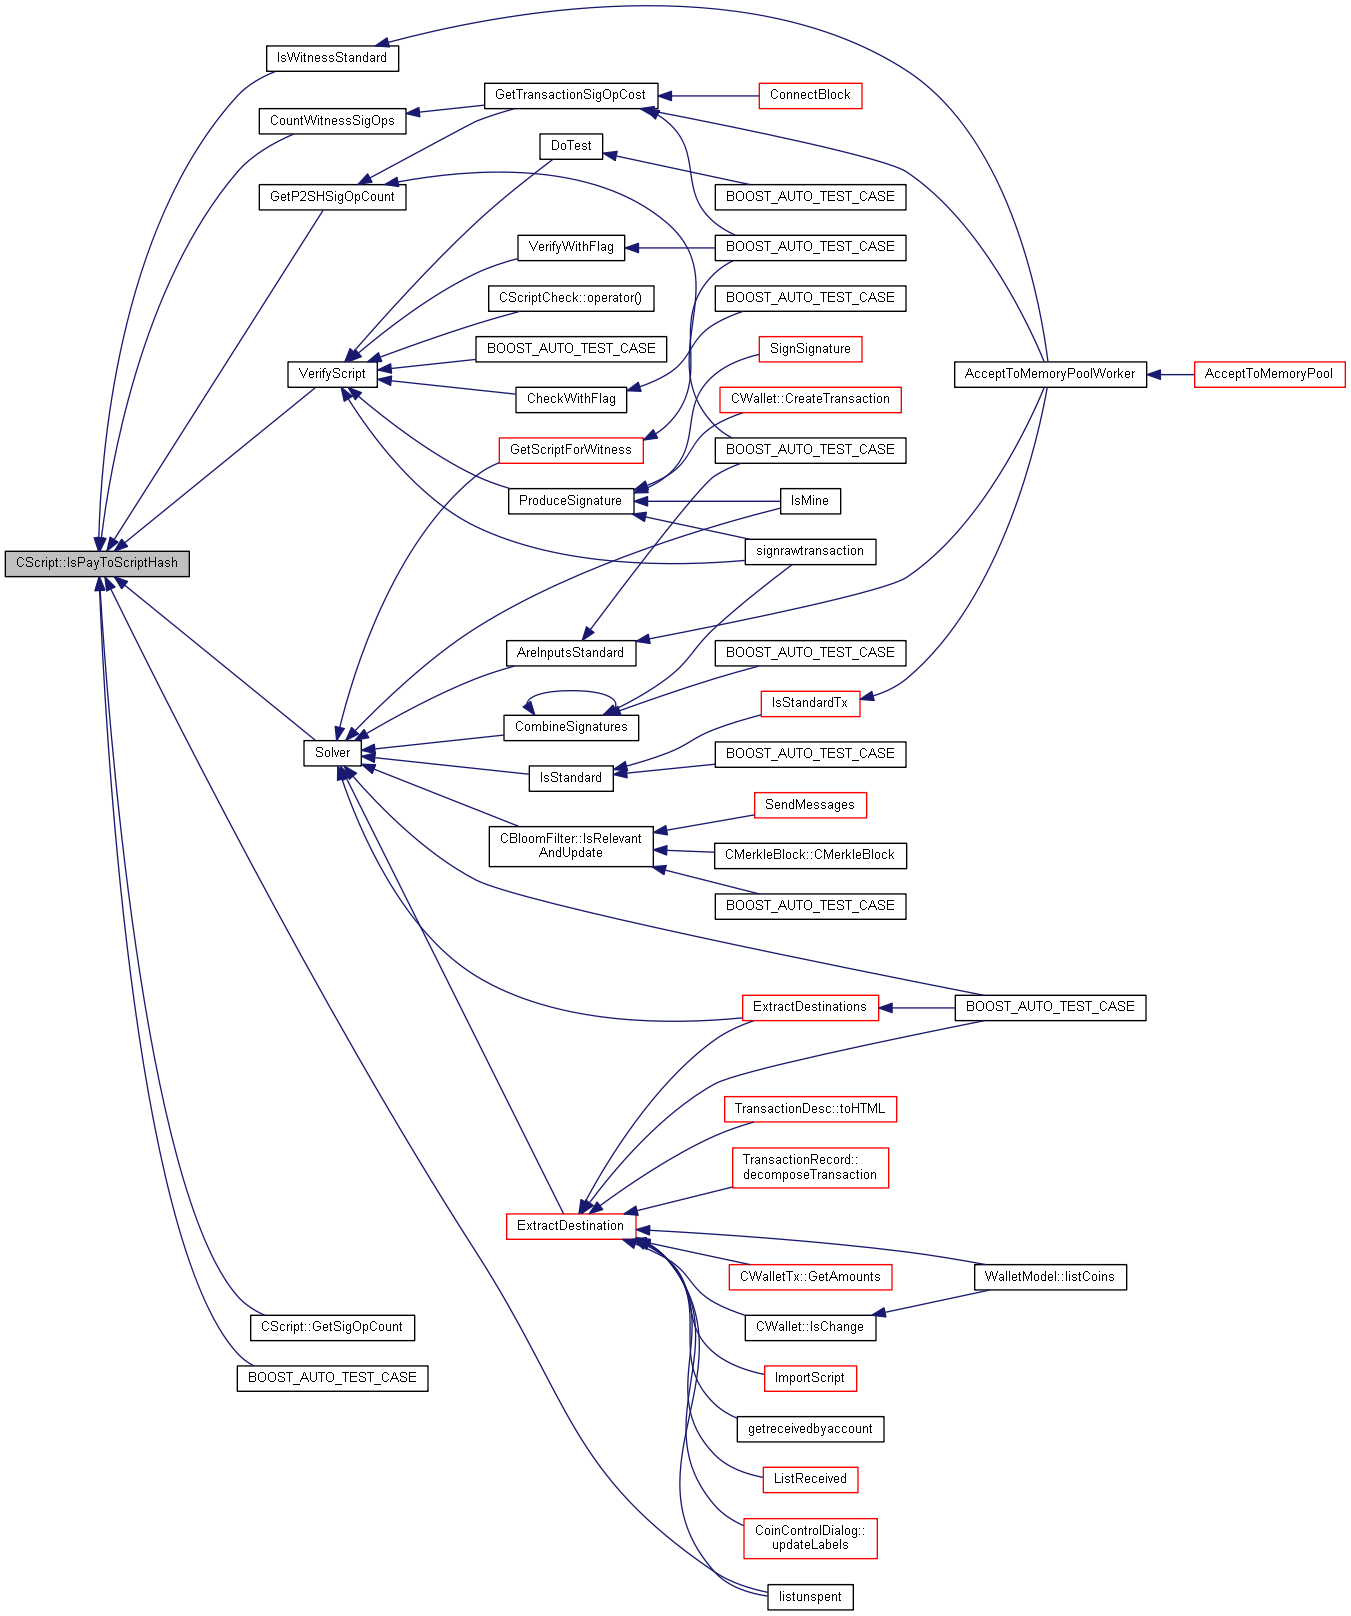 IsWitnessStandard
GetTransactionSigOpCost
ConnectBlock
CountWitnessSigOps
DoTest
GetP2SHSigOpCount
BOOST_AUTO_TEST_CASE
VerifyWithFlag
BOOST_AUTO_TEST_CASE
CScriptCheck::operator()
BOOST_AUTO_TEST_CASE
BOOST_AUTO_TEST_CASE
SignSignature
VerifyScript
AcceptToMemoryPoolWorker
AcceptToMemoryPool
CheckWithFlag
CWallet::CreateTransaction
GetScriptForWitness
BOOST_AUTO_TEST_CASE
ProduceSignature
IsMine
signrawtransaction
CScript::IsPayToScriptHash
AreInputsStandard
BOOST_AUTO_TEST_CASE
IsStandardTx
CombineSignatures
Solver
BOOST_AUTO_TEST_CASE
IsStandard
SendMessages
CBloomFilter::IsRelevant
AndUpdate
CMerkleBlock::CMerkleBlock
BOOST_AUTO_TEST_CASE
ExtractDestinations
BOOST_AUTO_TEST_CASE
TransactionDesc::toHTML
TransactionRecord::
decomposeTransaction
ExtractDestination
CWalletTx::GetAmounts
WalletModel::listCoins
CScript::GetSigOpCount
CWallet::IsChange
BOOST_AUTO_TEST_CASE
ImportScript
getreceivedbyaccount
ListReceived
CoinControlDialog::
updateLabels
listunspent